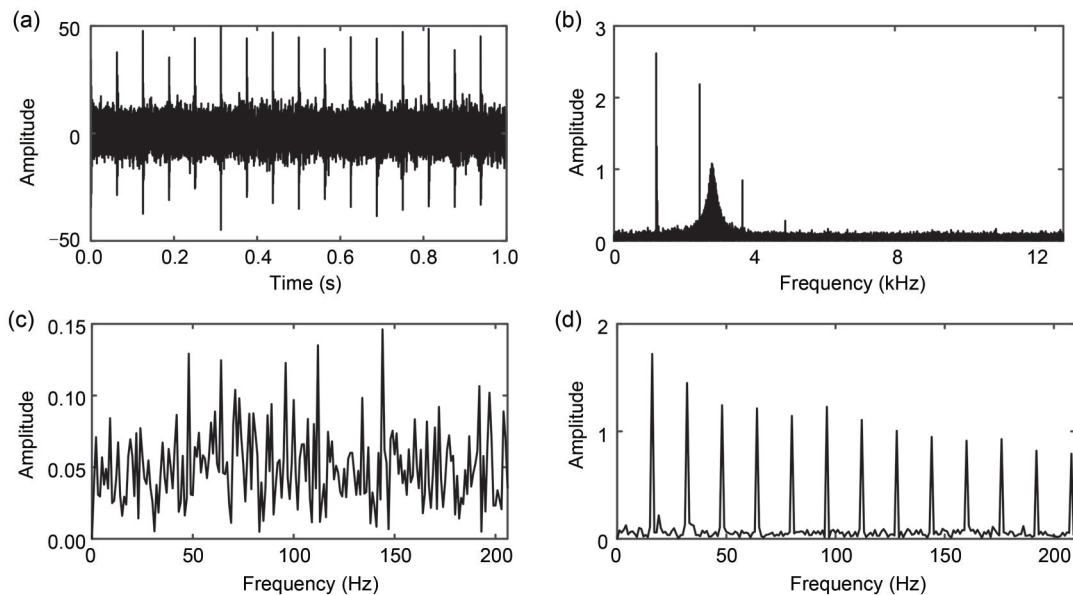 (a)
50
0
−50
Amplitude
0.0 0.2 0.4 0.6 0.8 1.0
Time (s)
(b)
3
2
1
0
Amplitude
0 4 8 12
Frequency (kHz)
(c)
0.15
0.10
0.05
0.00
Amplitude
0 50 100 150 200
Frequency (Hz)
(d)
2
1
0
Amplitude
0 50 100 150 200
Frequency (Hz)